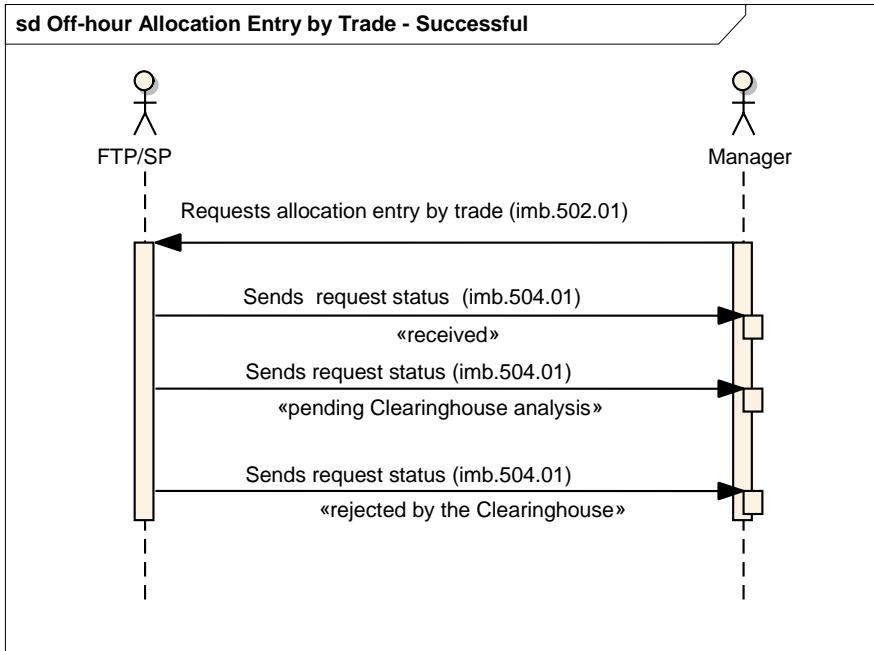 sd Off-hour Allocation Entry by Trade - Successful
FTP/SP
Manager
Requests allocation entry by trade (imb.502.01)
Sends request status (imb.504.01)
«received»
Sends request status (imb.504.01)
«pending Clearinghouse analysis»
Sends request status (imb.504.01)
«rejected by the Clearinghouse»